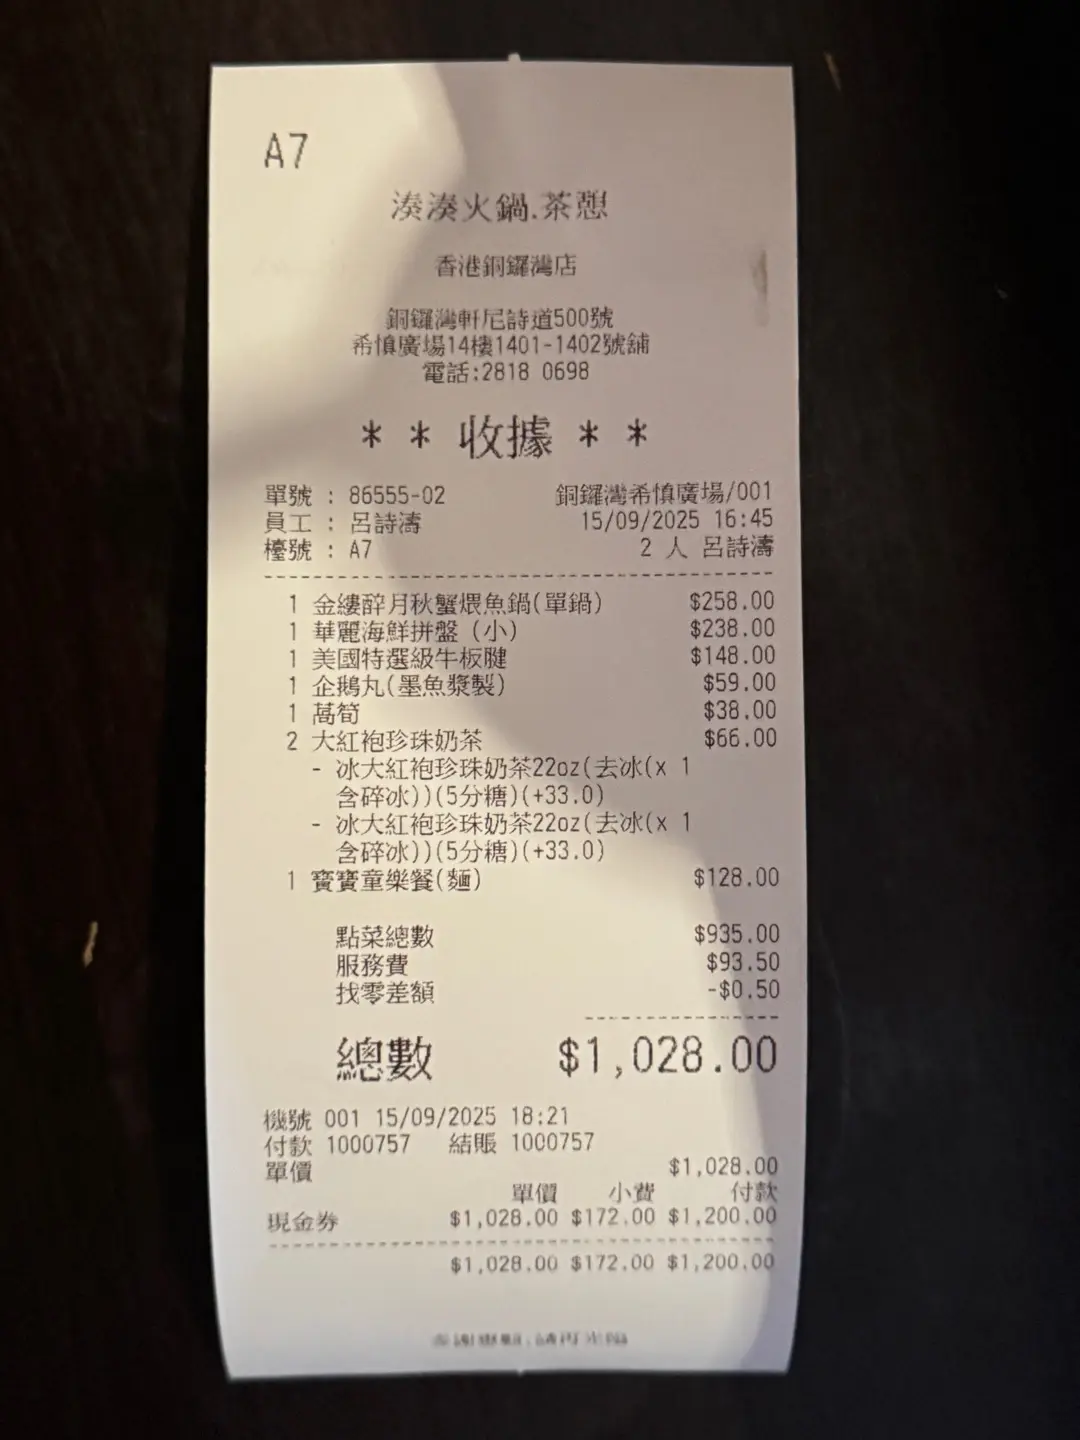 A7
湊湊火鍋.茶憩
香港銅鑼灣店
銅鑼灣軒尼詩道500號
希慎廣場14樓1401-1402號舖
電話:2818 0698
* * 收據 * *
單號 : 86555-02 銅鑼灣希慎廣場/001
員工 : 呂詩濤 15/09/2025 16:45
檯號 : A7 2 人 呂詩濤
1 金縷醉月秋蟹煨魚鍋(單鍋) $258.00
1 華麗海鮮拼盤 (小) $238.00
1 美國特選級牛板腱 $148.00
1 企鵝丸(墨魚漿製) $59.00
1 萵筍 $38.00
2 大紅袍珍珠奶茶 $66.00
- 冰大紅袍珍珠奶茶22oz(去冰(x 1
含碎冰))(5分糖)(+33.0)
- 冰大紅袍珍珠奶茶22oz(去冰(x 1
含碎冰))(5分糖)(+33.0)
1 寶寶童樂餐(麵) $128.00
點菜總數 $935.00
服務費 $93.50
找零差額 -$0.50
總數 $1,028.00
機號 001 15/09/2025 18:21
付款 1000757 結賬 1000757
單價 $1,028.00
單價 小費 付款
現金券 $1,028.00 $172.00 $1,200.00
$1,028.00 $172.00 $1,200.00